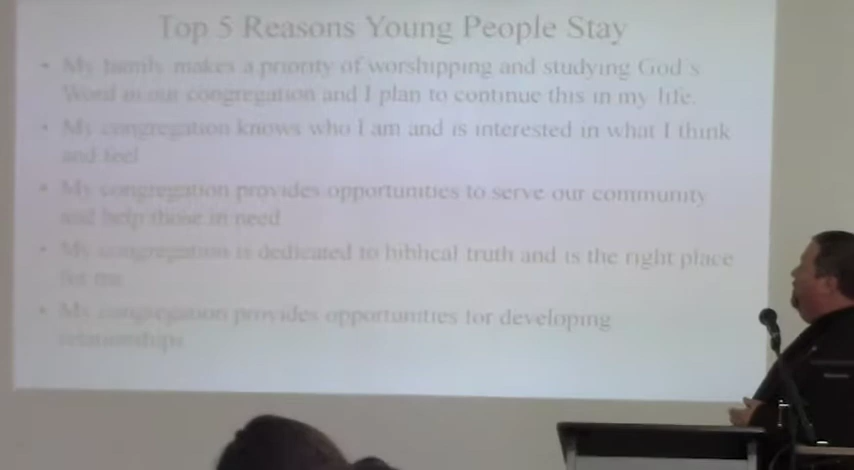 Top 5 Reasons Young People Stay
• My family makes a priority of worshipping and studying God s
Word in our congregation and I plan to continue this in my life.
• My congregation knows who I am and is interested in what I think
and feel
• My congregation provides opportunities to serve our community
and help those in need
• My congregation is dedicated to biblical truth and is the right place
for me
• My congregation provides opportunities for developing
relationships